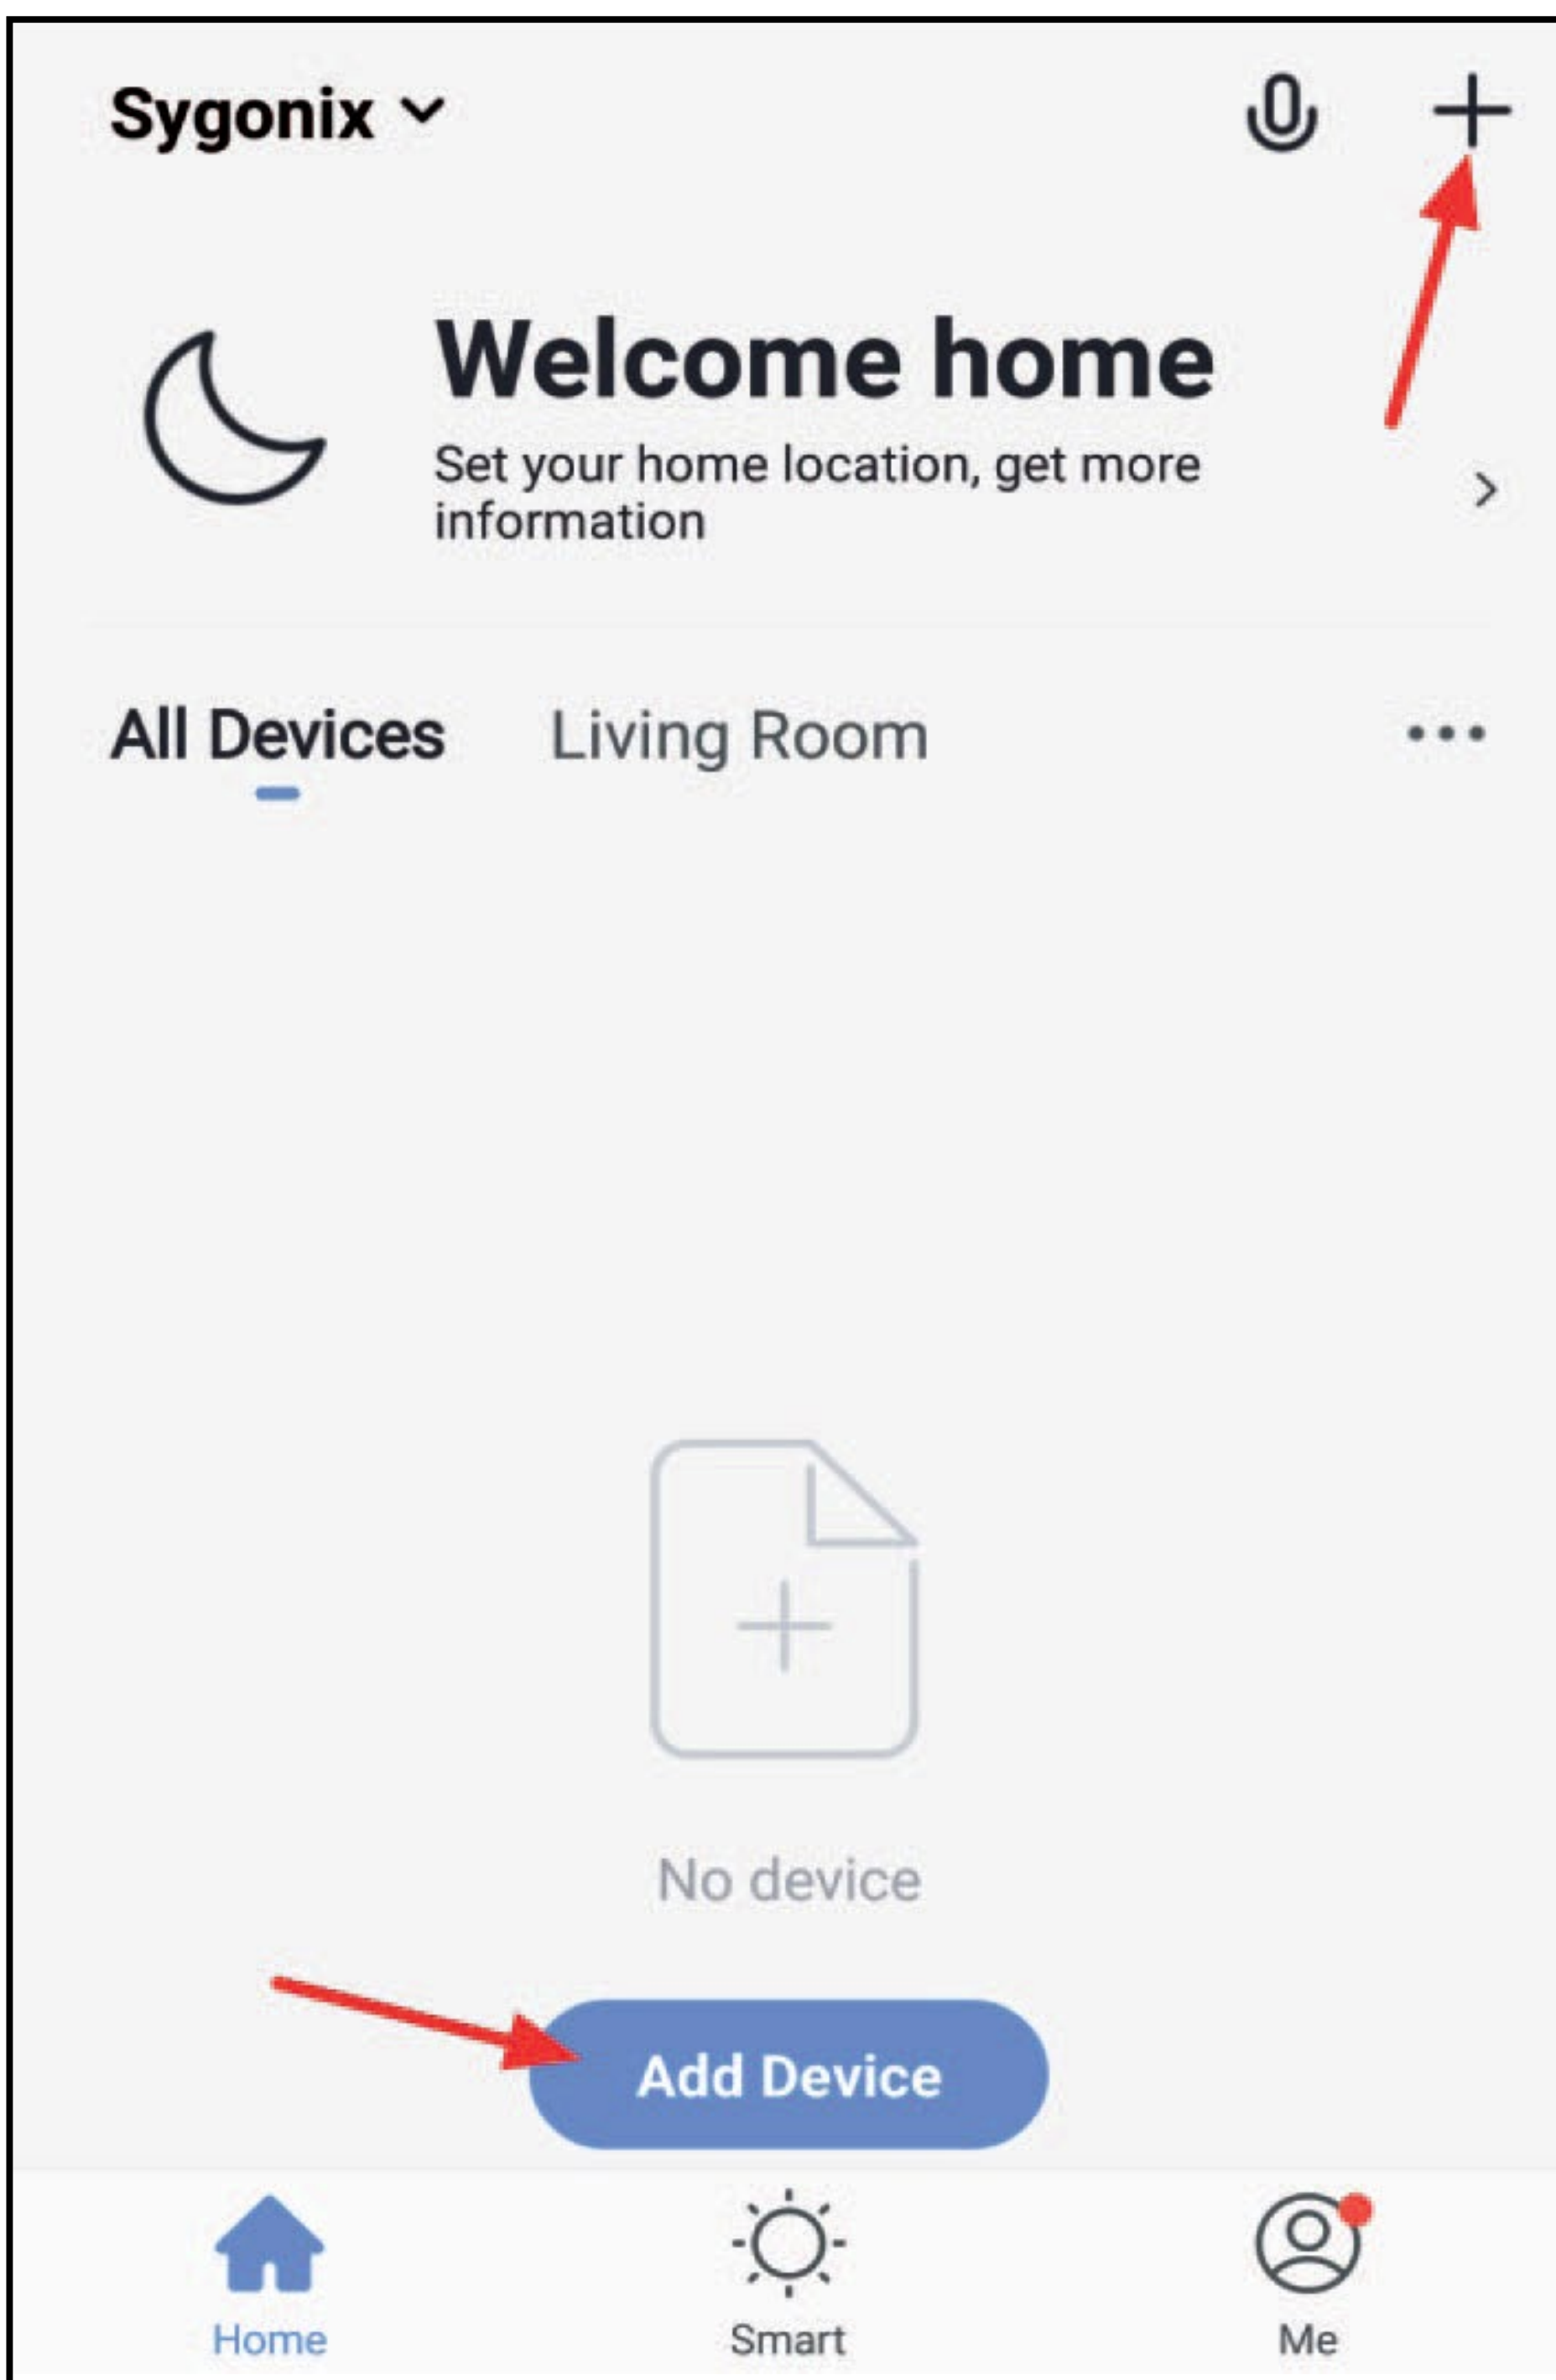 Sygonix
Welcome home
Set your home location, get more
information
All Devices
Living Room
No device
Add Device
Home
Smart
Me